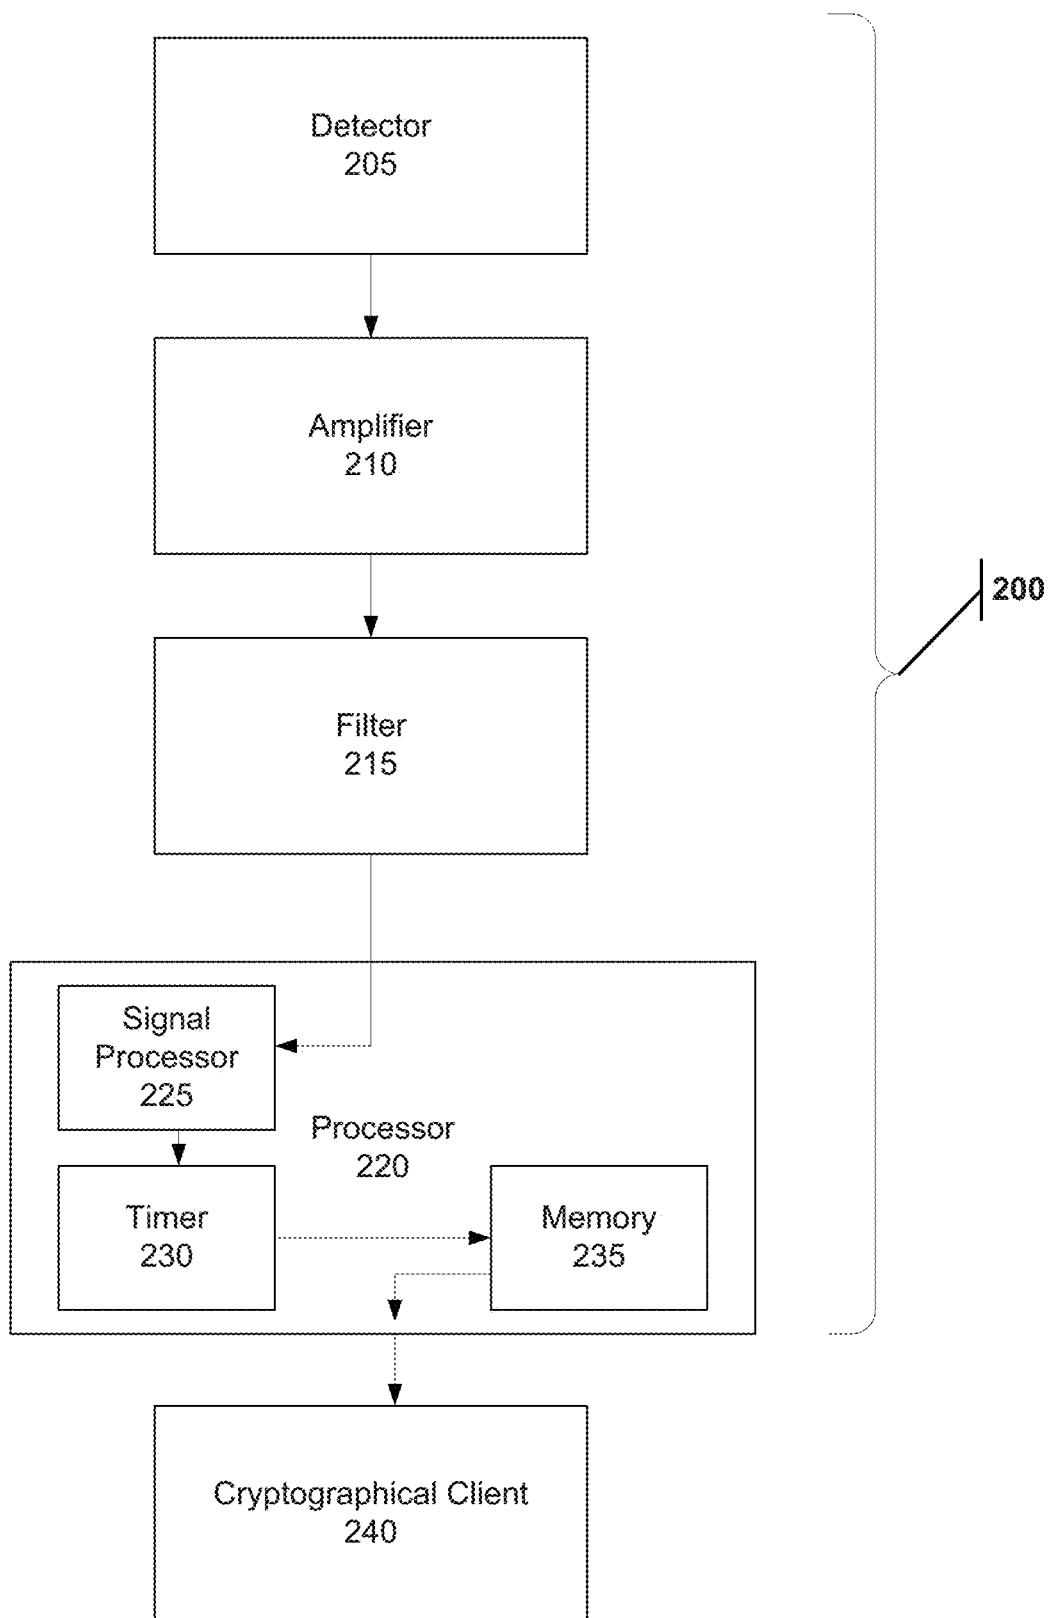 Detector
205
Amplifier
210
200
Filter
215
Signal
Processor
225
Processor
220
Timer
230
Memory
235
Cryptographical Client
240